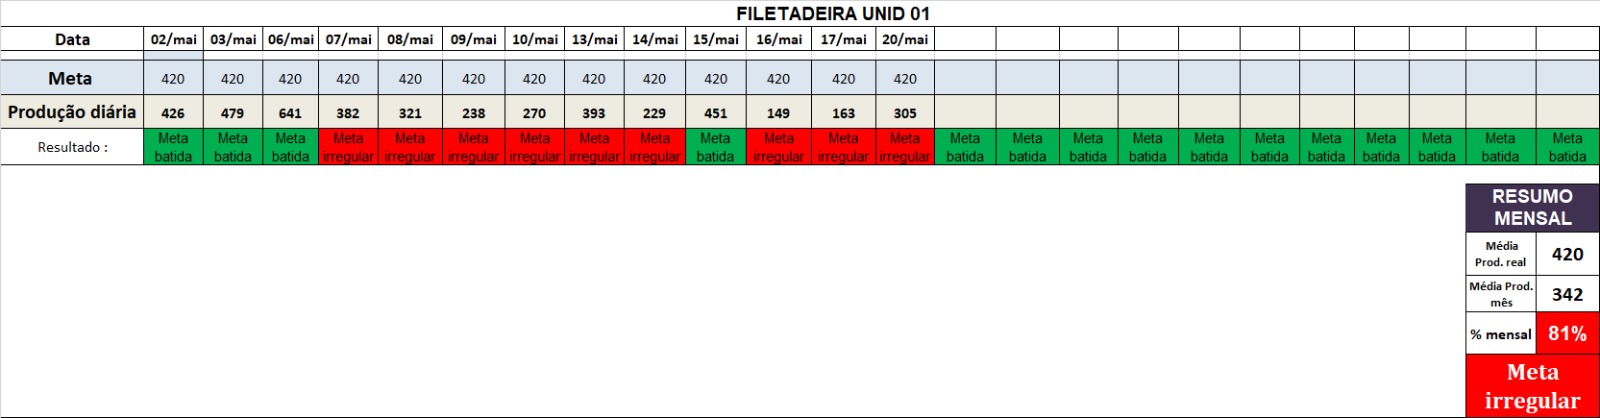 FILETADEIRA UNID 01
Data 02/mai 03/mai 06/mai 07/mai 08/mai 09/mai 10/mai 13/mai 14/mai 15/mai 16/mai 17/mai 20/mai
Meta 420 420 420 420 420 420 420 420 420 420 420 420 420
Produção diária 426 479 641 382 321 238 270 393 229 451 149 163 305
Resultado : Meta batida Meta batida Meta batida Meta irregular Meta irregular Meta irregular Meta irregular Meta irregular Meta irregular Meta batida Meta irregular Meta irregular Meta irregular Meta batida Meta batida Meta batida Meta batida Meta batida Meta batida Meta batida Meta batida Meta batida Meta batida Meta batida
RESUMO
MENSAL
Média
Prod. real 420
Média Prod.
mês 342
% mensal 81%
Meta
irregular